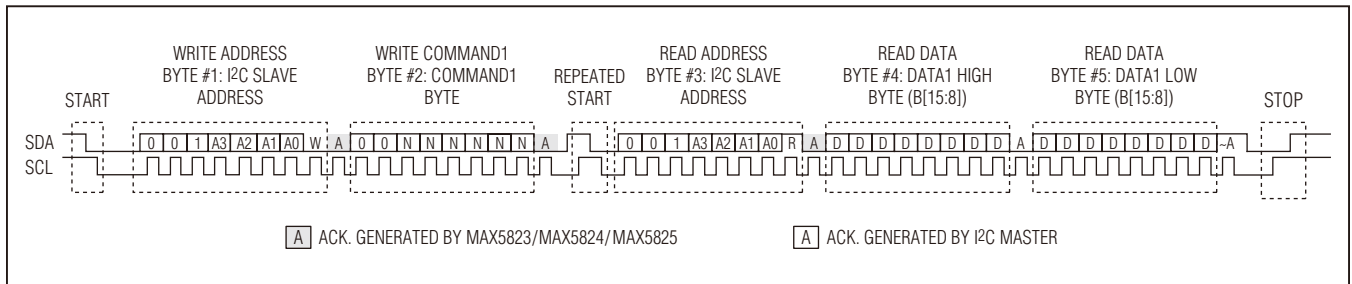 WRITE ADDRESS
BYTE #1: I²C SLAVE
ADDRESS
WRITE COMMAND1
BYTE #2: COMMAND1
BYTE
READ ADDRESS
BYTE #3: I²C SLAVE
ADDRESS
READ DATA
BYTE #4: DATA1 HIGH
BYTE (B[15:8])
READ DATA
BYTE #5: DATA1 LOW
BYTE (B[15:8])
START
REPEATED
START
STOP
SDA 0 0 1 A3 A2 A1 A0 W A 0 0 N N N N N N A 0 0 1 A3 A2 A1 A0 R A D D D D D D D D A D D D D D D D D ~A
SCL
A ACK. GENERATED BY MAX5823/MAX5824/MAX5825
A ACK. GENERATED BY I²C MASTER